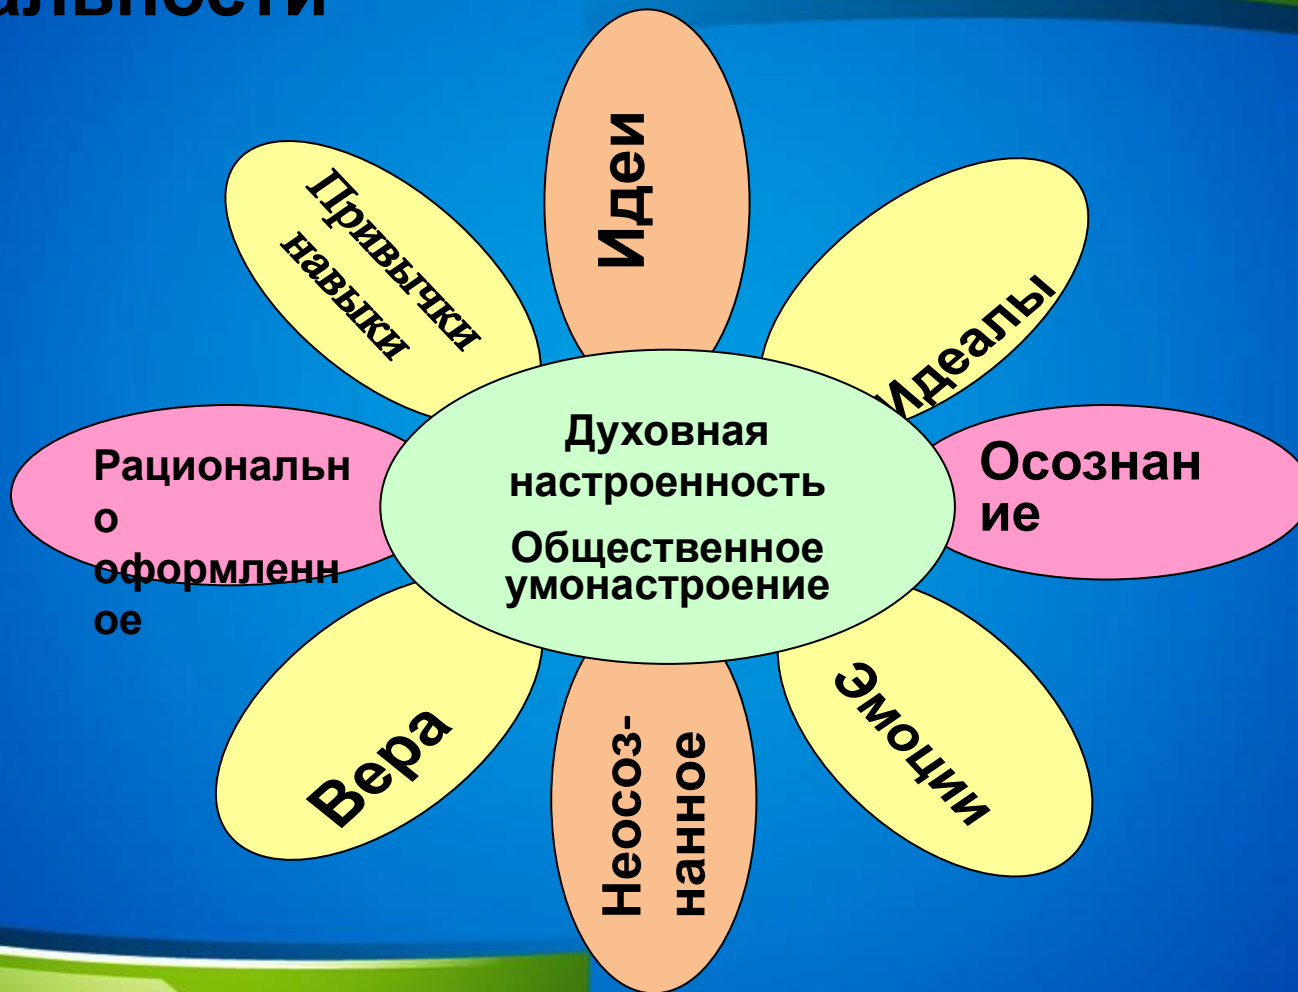 альности
Идеи
Привычки
навыки
Идеалы
Рациональн
о
оформленн
ое
Духовная
настроенность
Общественное
умонастроение
Осознан
ие
Вера
Неосоз-
нанное
Эмоции